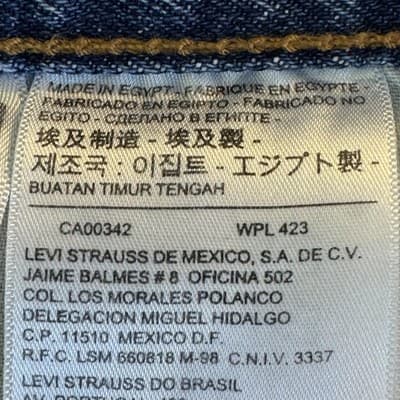 MADE IN EGYPT - FABRIQUE EN EGYPTE -
FABRICADO EN EGIPTO - FABRICADO NO
EGITO - СДЕЛАНО В ЕГИПТЕ -
埃及制造 - 埃及製 -
제조국 : 이집트 - エジプト製 -
BUATAN TIMUR TENGAH
CA00342 WPL 423
LEVI STRAUSS DE MEXICO, S.A. DE C.V.
JAIME BALMES # 8 OFICINA 502
COL. LOS MORALES POLANCO
DELEGACION MIGUEL HIDALGO
C.P. 11510 MEXICO D.F.
R.F.C. LSM 660818 M-98 C.N.I.V. 3337
LEVI STRAUSS DO BRASIL
AV. PORTUGAL